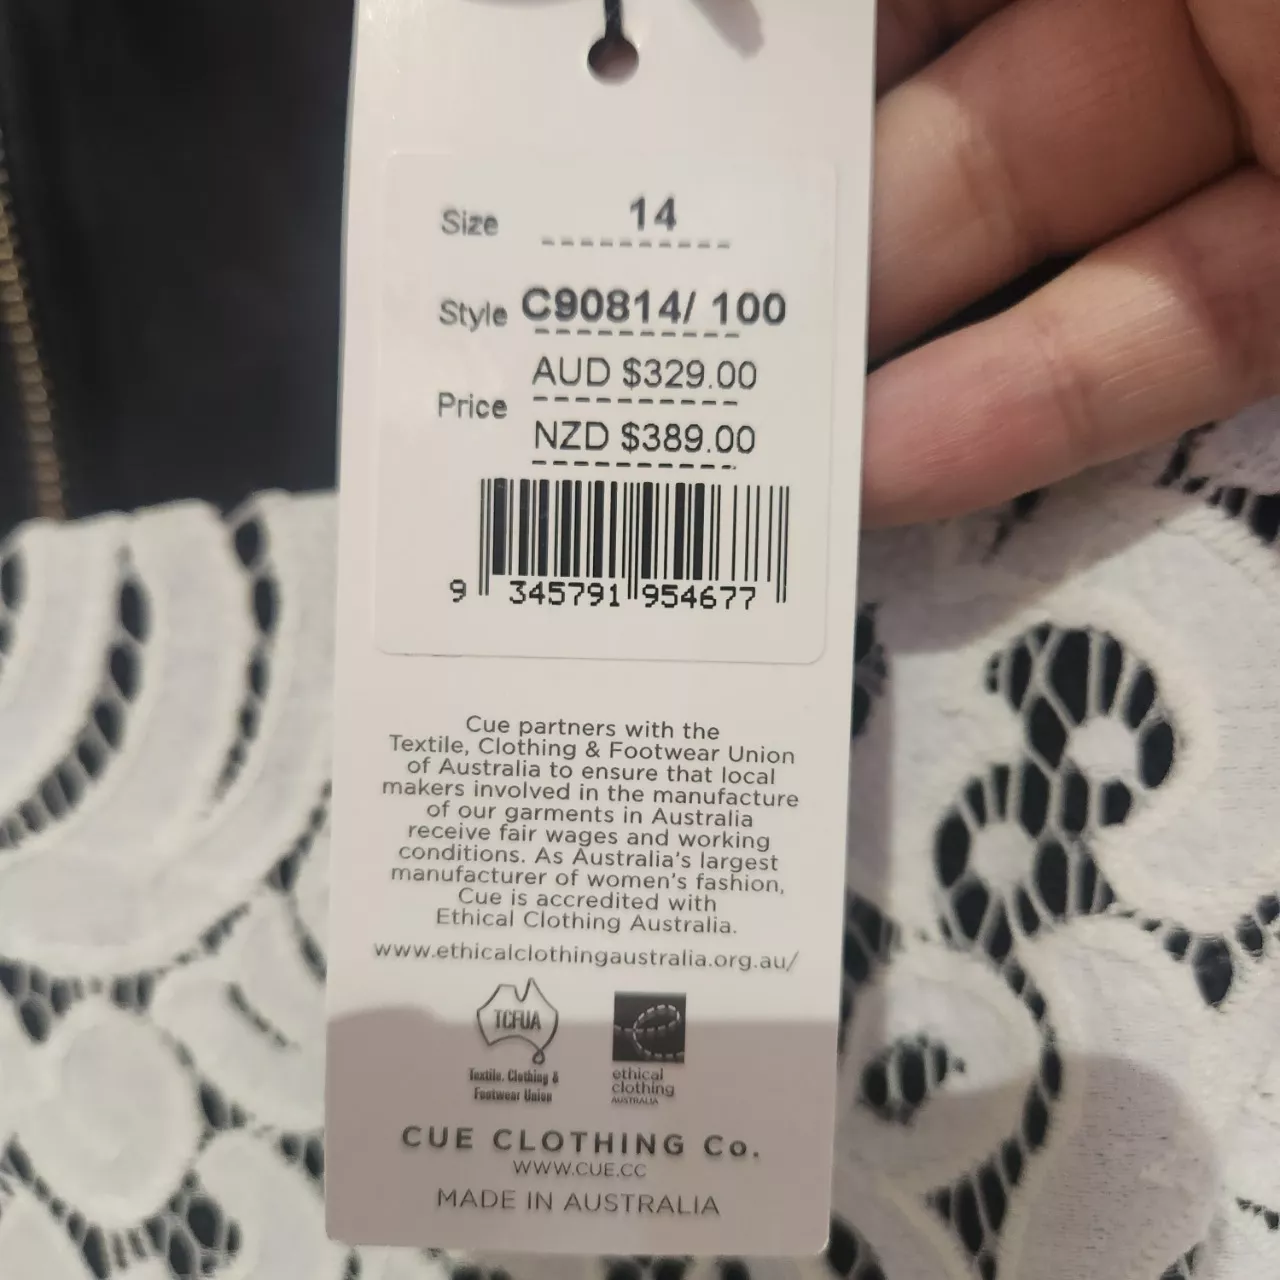 Size 14
Style C90814/ 100
AUD $329.00
Price
NZD $389.00
9 345791 954677
Cue partners with the
Textile, Clothing & Footwear Union
of Australia to ensure that local
makers involved in the manufacture
of our garments in Australia
receive fair wages and working
conditions. As Australia's largest
manufacturer of women's fashion,
Cue is accredited with
Ethical Clothing Australia.
www.ethicalclothingaustralia.org.au/
TCFUA
Textile, Clothing &
Footwear Union
ethical
clothing
AUSTRALIA
CUE CLOTHING Co.
WWW.CUE.CC
MADE IN AUSTRALIA